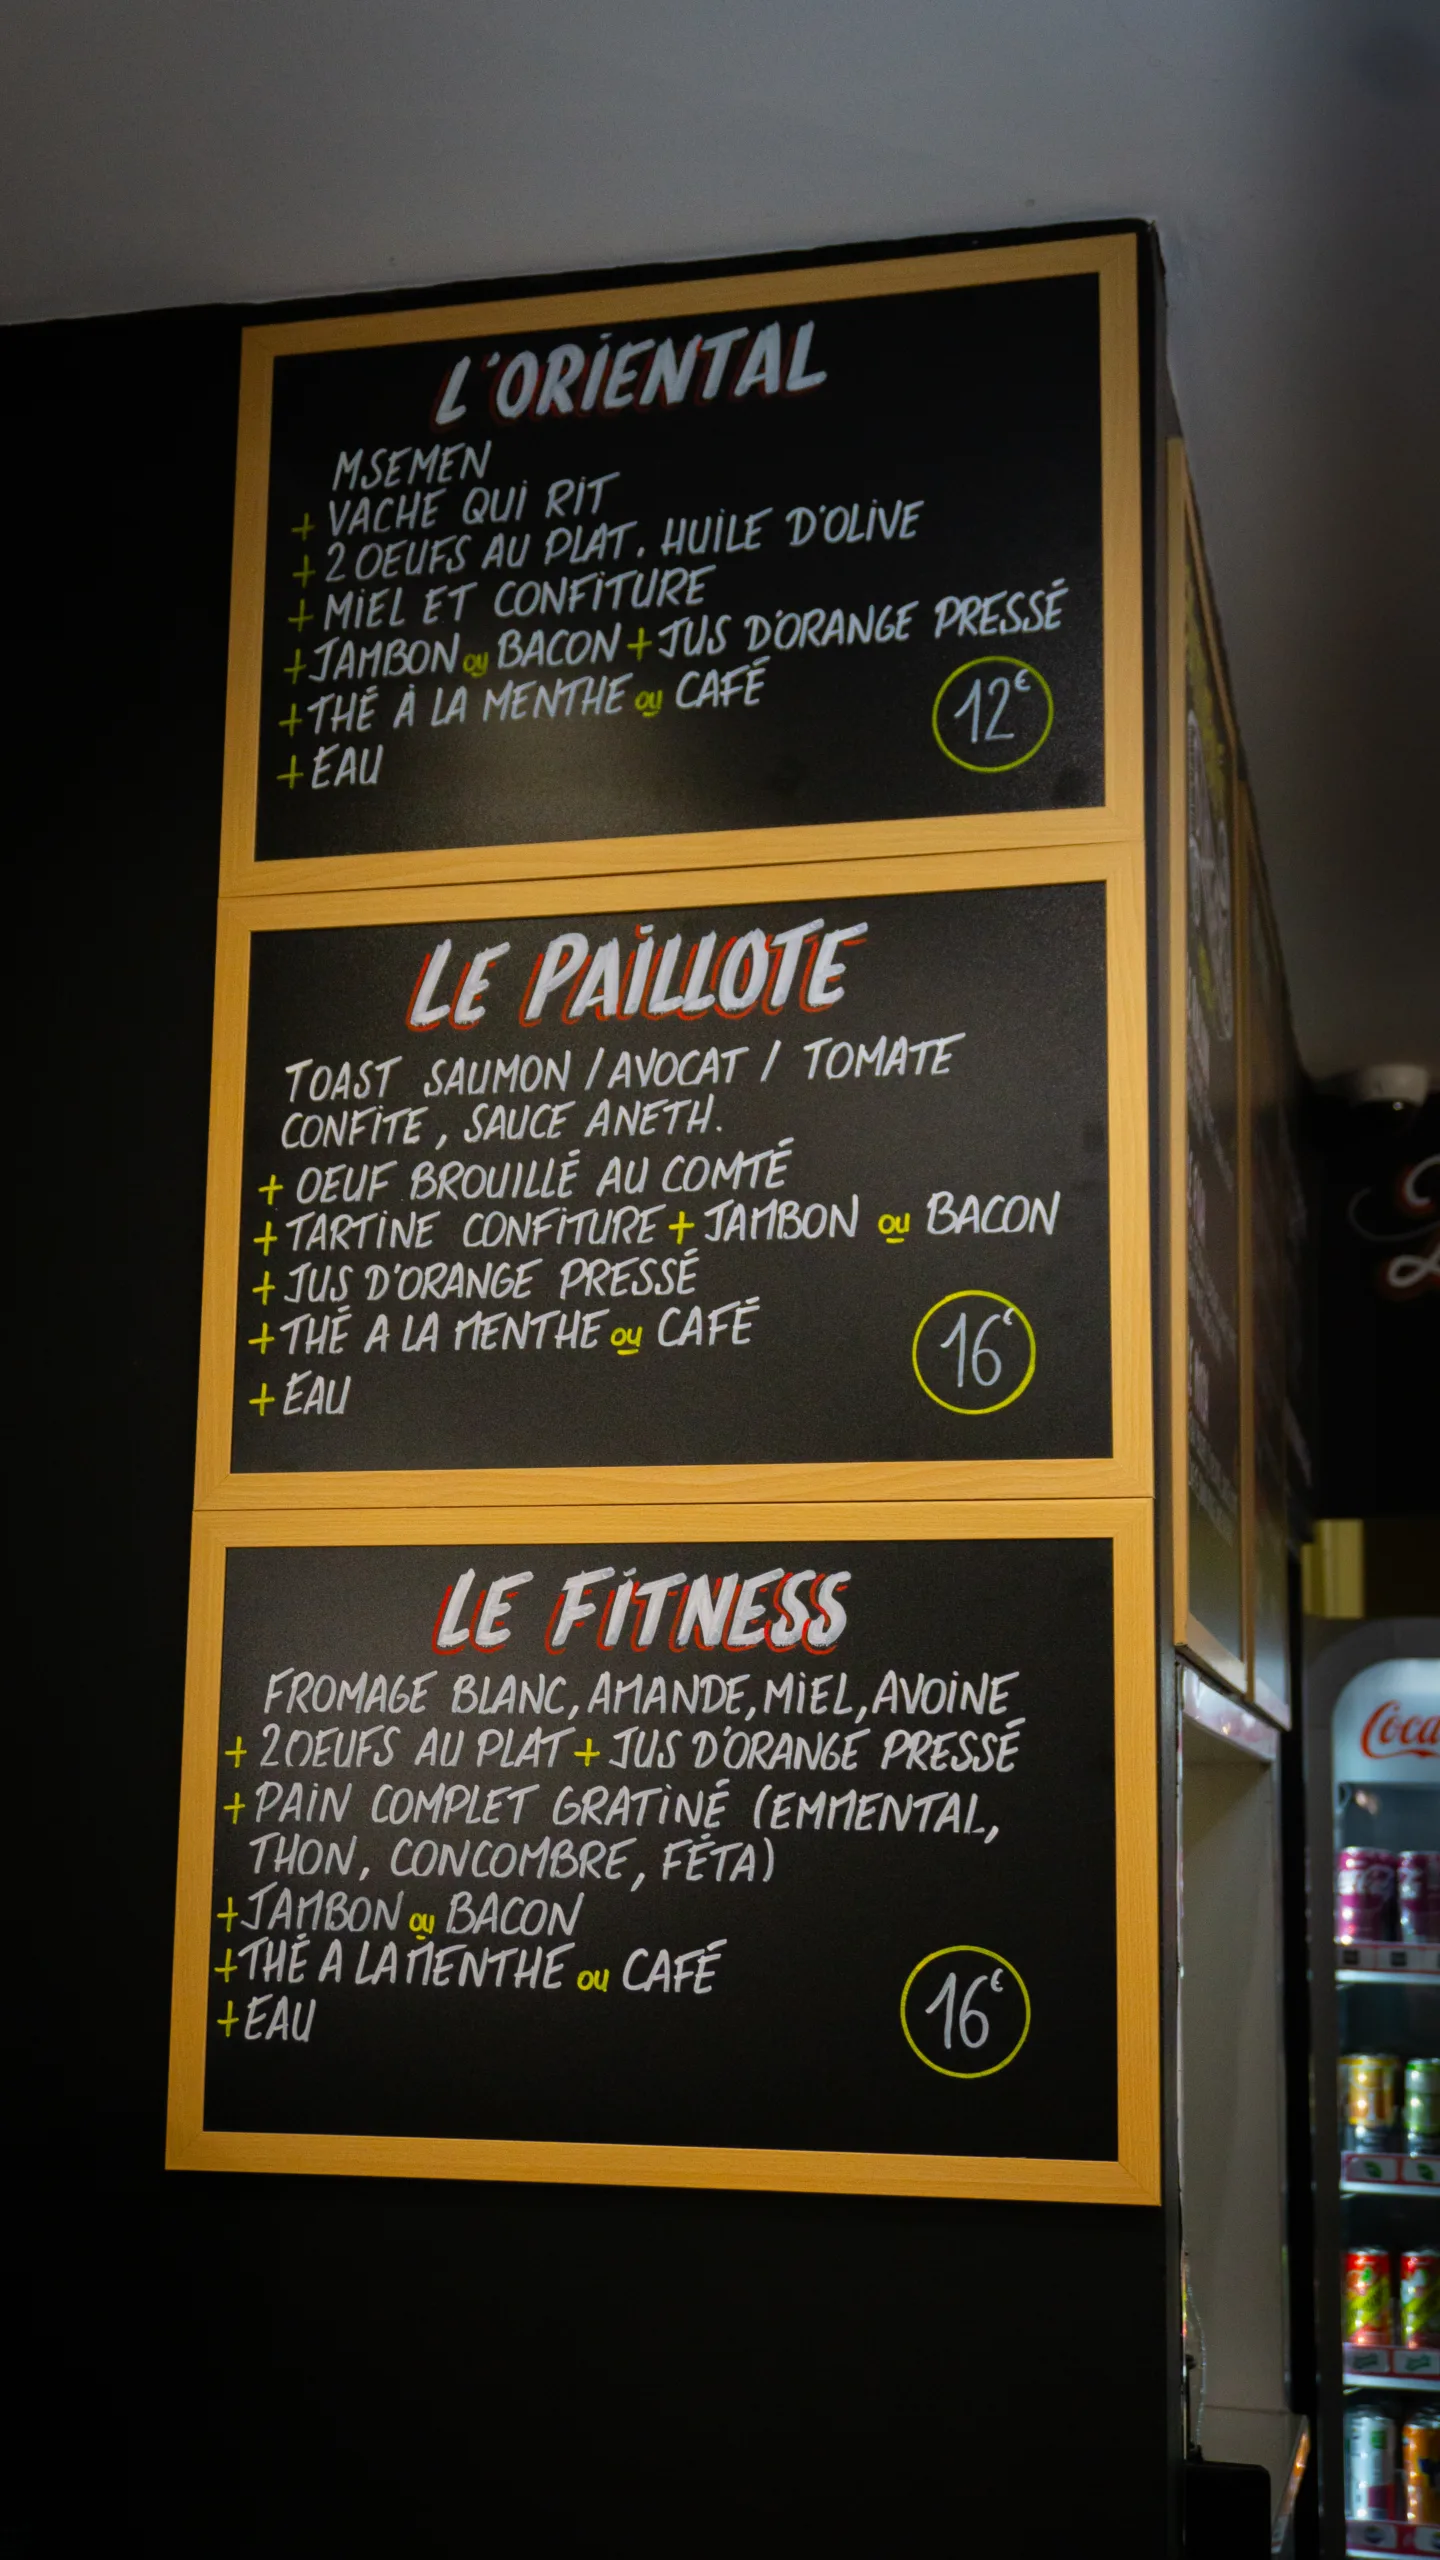 L'ORIENTAL
MSEMEN
+ VACHE QUI RIT
+ 2 OEUFS AU PLAT. HUILE D'OLIVE
+ MIEL ET CONFITURE
+ JAMBON ou BACON + JUS D'ORANGE PRESSÉ
+ THÉ À LA MENTHE ou CAFÉ
12€
+ EAU
LE PAILLOTE
TOAST SAUMON / AVOCAT / TOMATE
CONFITE, SAUCE ANETH.
+ OEUF BROUILLÉ AU COMTÉ
+ TARTINE CONFITURE + JAMBON ou BACON
+ JUS D'ORANGE PRESSÉ
+ THÉ A LA MENTHE ou CAFÉ
16€
+ EAU
LE FITNESS
FROMAGE BLANC, AMANDE, MIEL, AVOINE
+ 2 OEUFS AU PLAT + JUS D'ORANGE PRESSÉ
+ PAIN COMPLET GRATINÉ (EMMENTAL,
THON, CONCOMBRE, FÉTA)
+ JAMBON ou BACON
+ THÉ A LA MENTHE ou CAFÉ
16€
+ EAU
Coca